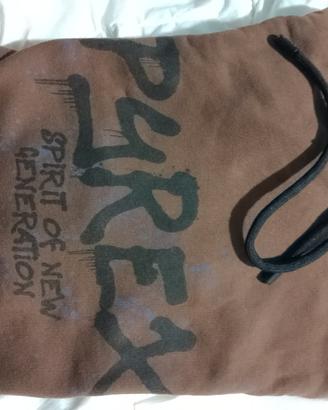 PYREX
SPIRIT OF NEW
GENERATION